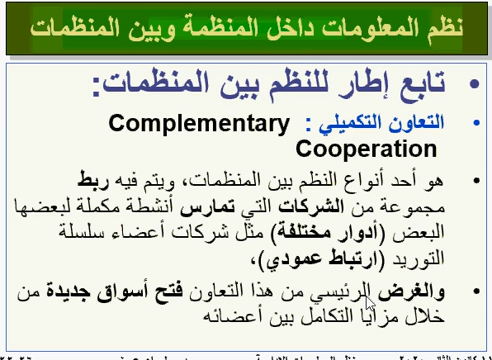 نظم المعلومات داخل المنظمة وبين المنظمات
• تابع إطار للنظم بين المنظمات:
• التعاون التكميلي : Complementary
Cooperation
• هو أحد أنواع النظم بين المنظمات، ويتم فيه ربط
مجموعة من الشركات التي تمارس أنشطة مكملة لبعضها
البعض (أدوار مختلفة) مثل شركات أعضاء سلسلة
التوريد (ارتباط عمودي)،
• والغرض الرئيسي من هذا التعاون فتح أسواق جديدة من
خلال مزايا التكامل بين أعضائه